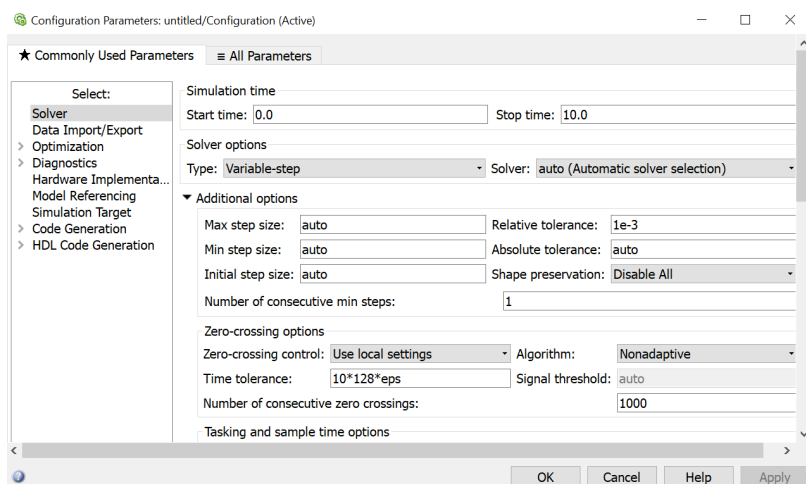 Configuration Parameters: untitled/Configuration (Active)
★ Commonly Used Parameters ≡ All Parameters
Select:
Solver
Data Import/Export
Optimization
Diagnostics
Hardware Implementa...
Model Referencing
Simulation Target
Code Generation
HDL Code Generation
Simulation time
Start time: 0.0 Stop time: 10.0
Solver options
Type: Variable-step Solver: auto (Automatic solver selection)
Additional options
Max step size: auto Relative tolerance: 1e-3
Min step size: auto Absolute tolerance: auto
Initial step size: auto Shape preservation: Disable All
Number of consecutive min steps: 1
Zero-crossing options
Zero-crossing control: Use local settings Algorithm: Nonadaptive
Time tolerance: 10*128*eps Signal threshold: auto
Number of consecutive zero crossings: 1000
Tasking and sample time options
OK Cancel Help Apply